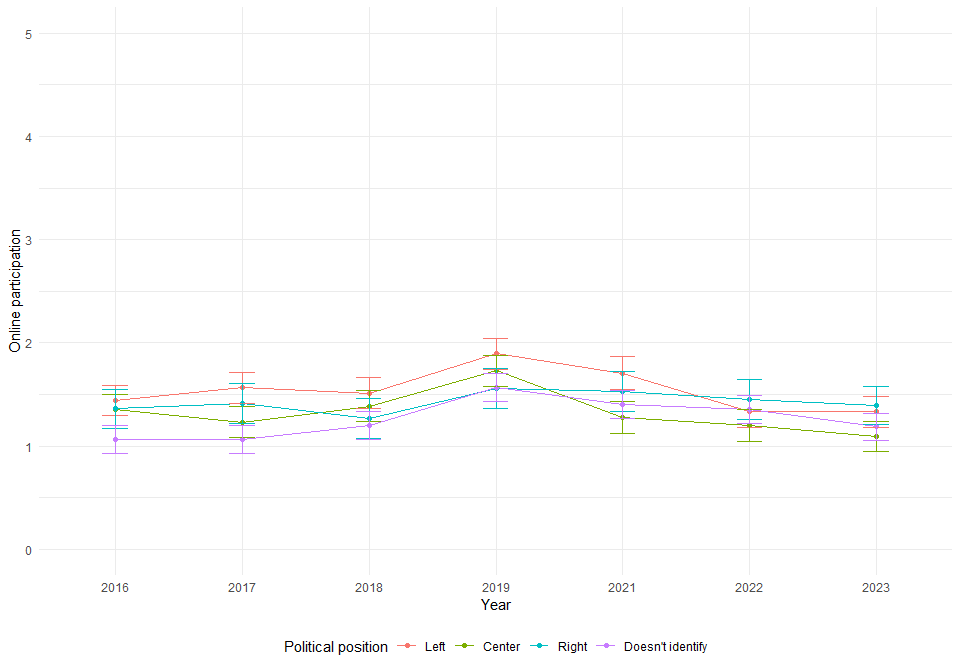 5
4
3
2
1
0
Online participation
2016 2017 2018 2019 2021 2022 2023
Year
Political position Left Center Right Doesn't identify